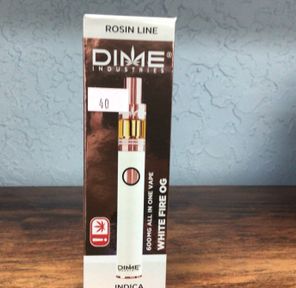 ROSIN LINE
DIME®
INDUSTRIES
40
600MG ALL IN ONE VAPE
WHITE FIRE OG
DIME
INDICA